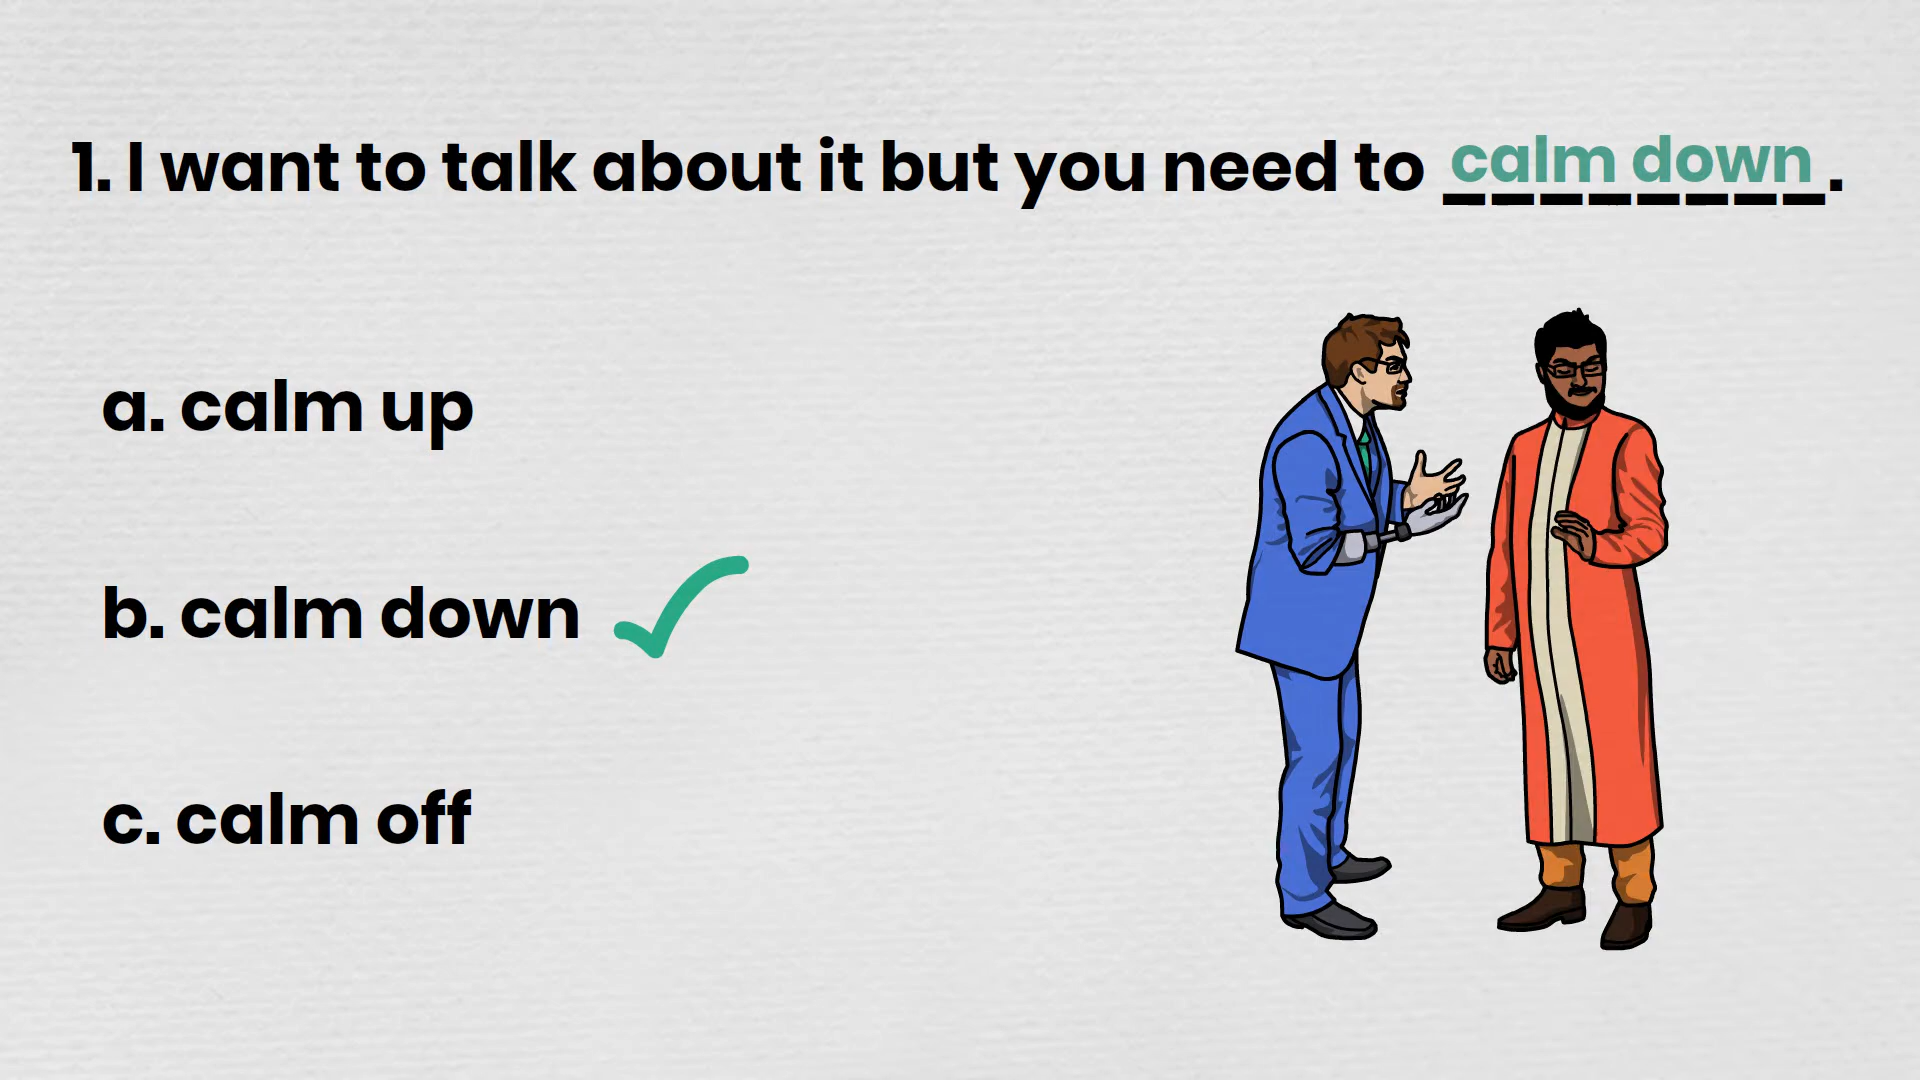 1. I want to talk about it but you need to calm down.
a. calm up
b. calm down
c. calm off